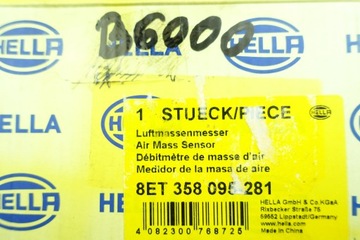 B6000
HELLA
HELLA
HELLA
HELLA
1 STUECK/PIECE
Luftmassenmesser
Air Mass Sensor
Débitmètre de masse d'air
Medidor de la masa de aire
8ET 358 095-281
HELLA
HELLA GmbH & Co.KGaA
Rixbecker Straße 75
59552 Lippstadt/Germany
www.hella.com
Made in China
4 082300 768725